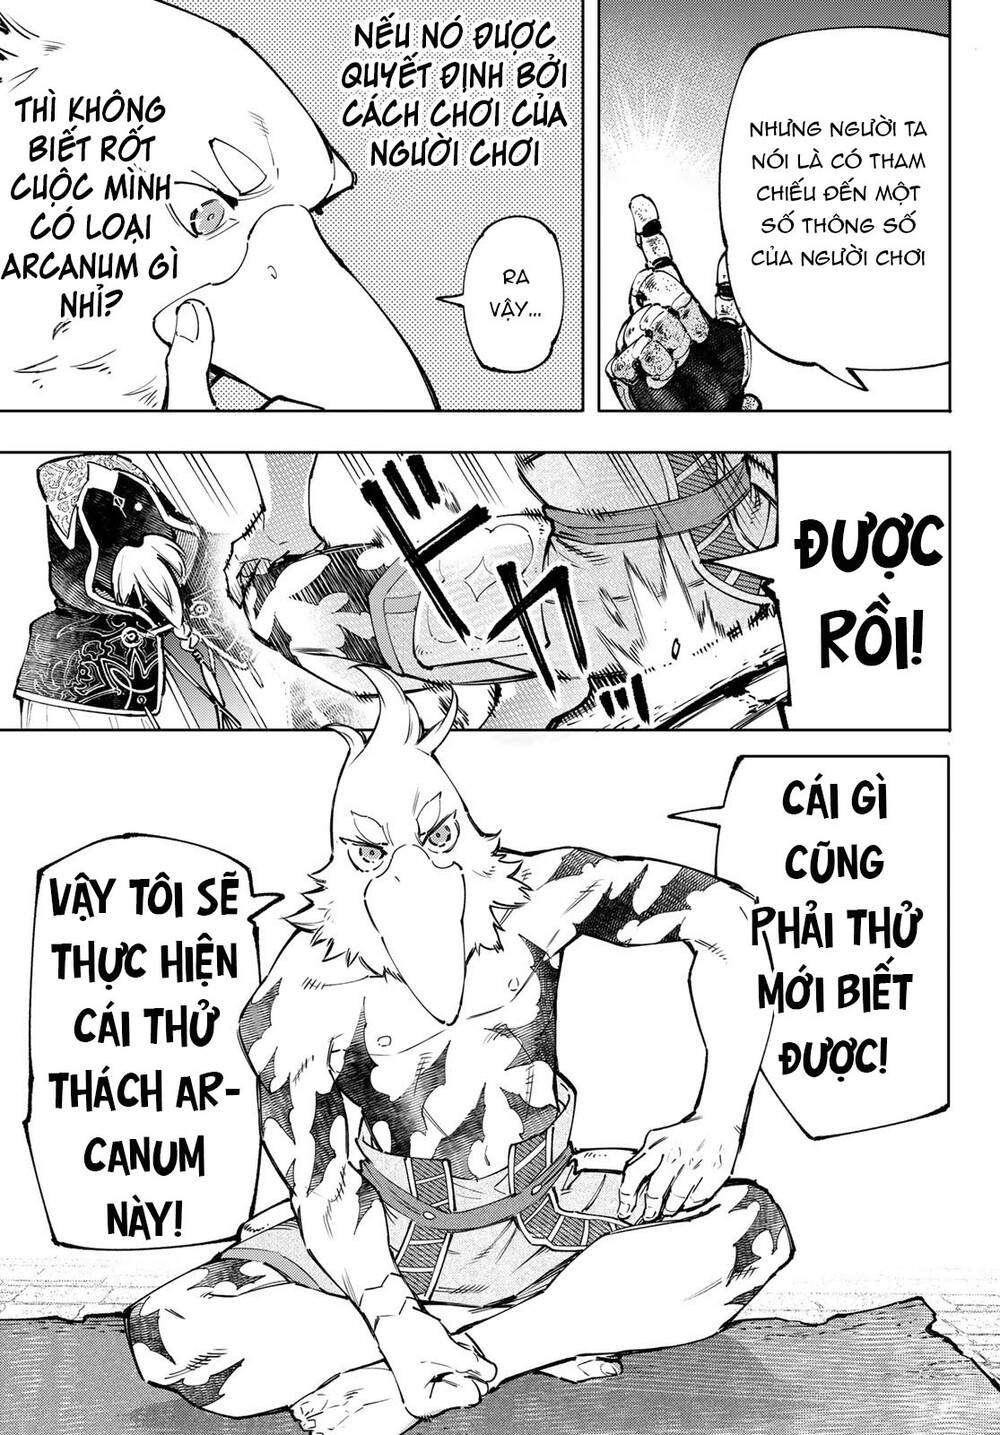 NHƯNG NGƯỜI TA
NÓI LÀ CÓ THAM
CHIẾU ĐẾN MỘT
SỐ THÔNG SỐ
CỦA NGƯỜI CHƠI
NẾU NÓ ĐƯỢC
QUYẾT ĐỊNH BỞI
CÁCH CHƠI CỦA
NGƯỜI CHƠI
RA
VẬY...
THÌ KHÔNG
BIẾT RỐT
CUỘC MÌNH
CÓ LOẠI
ARCANUM GÌ
NHỈ?
ĐƯỢC
RỒI!
ドドド
CÁI GÌ
CŨNG
PHẢI THỬ
MỚI BIẾT
ĐƯỢC!
VẬY TÔI SẼ
THỰC HIỆN
CÁI THỬ
THÁCH AR-
CANUM
NÀY!